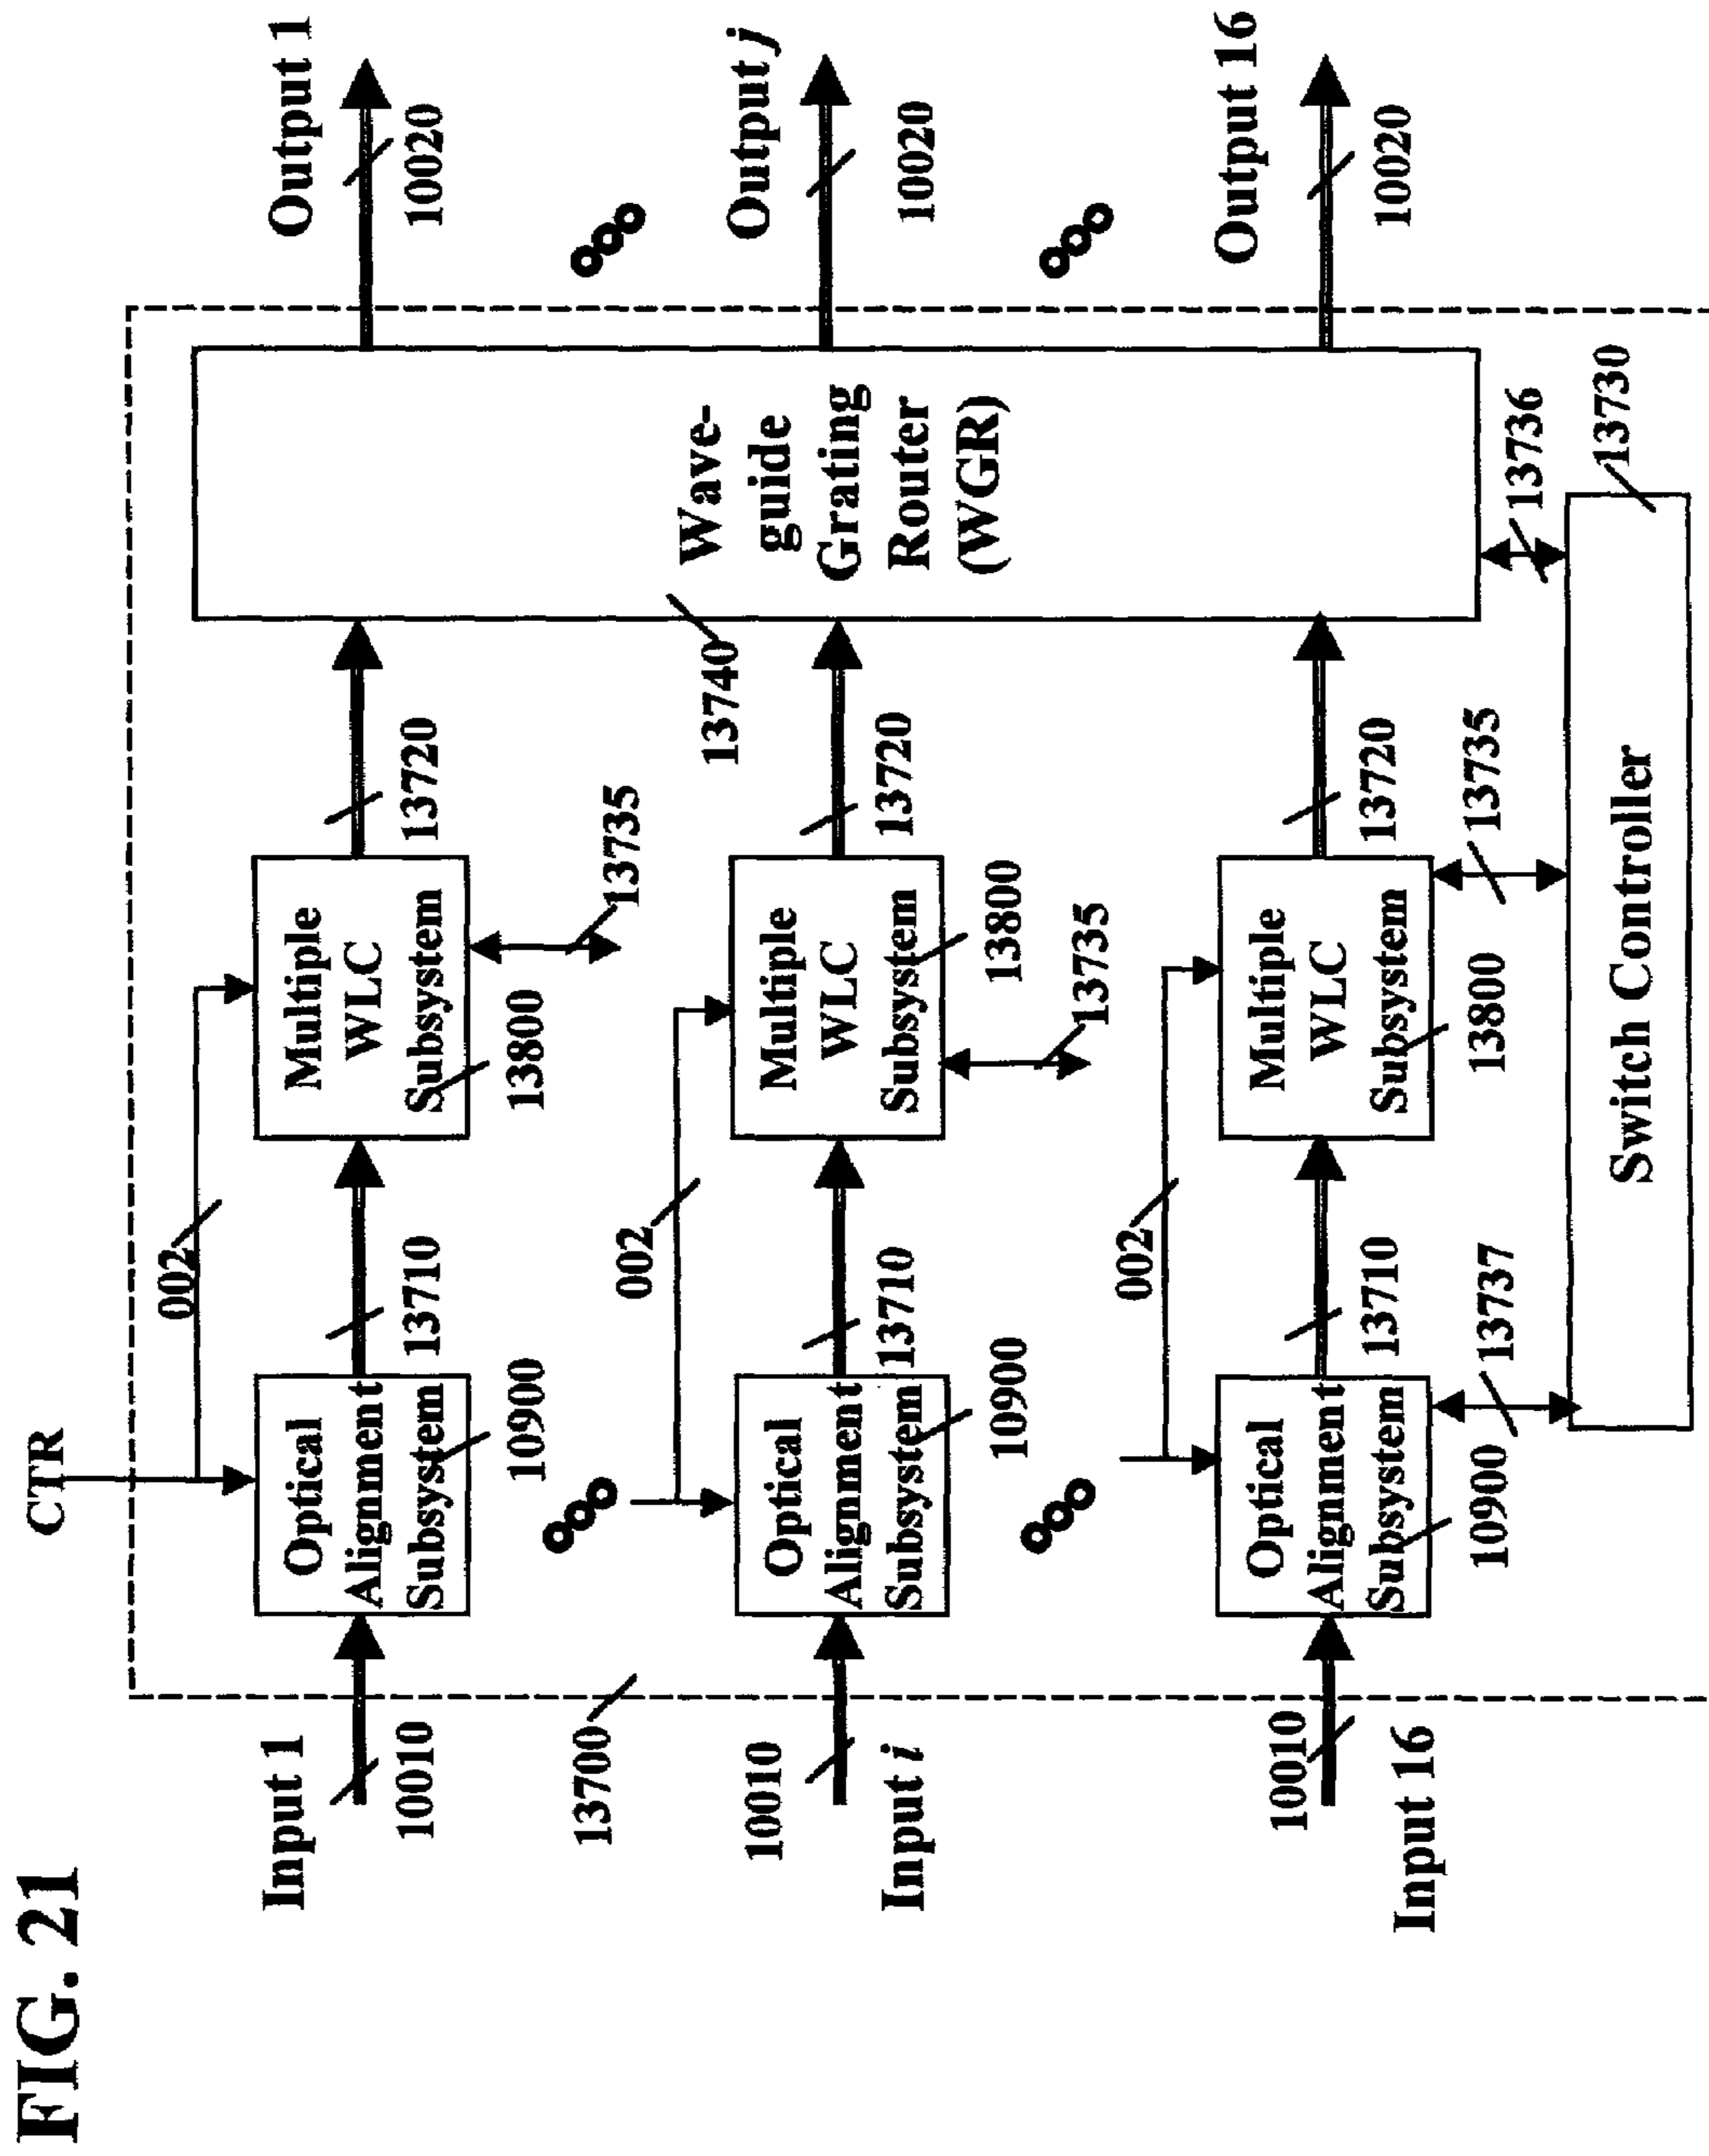 FIG. 21
CTR
Input 1
10010
Optical
Alignment
Subsystem
10900
002
13710
Multiple
WLC
Subsystem
13800
13735
13720
Output 1
10020
13700
Input i
10010
Optical
Alignment
Subsystem
10900
002
13710
Multiple
WLC
Subsystem
13800
13735
13720
13740
Wave-
guide
Grating
Router
(WGR)
Output j
10020
Input 16
10010
Optical
Alignment
Subsystem
10900
002
13710
Multiple
WLC
Subsystem
13800
13720
Output 16
10020
13737
13735
13736
13730
Switch Controller